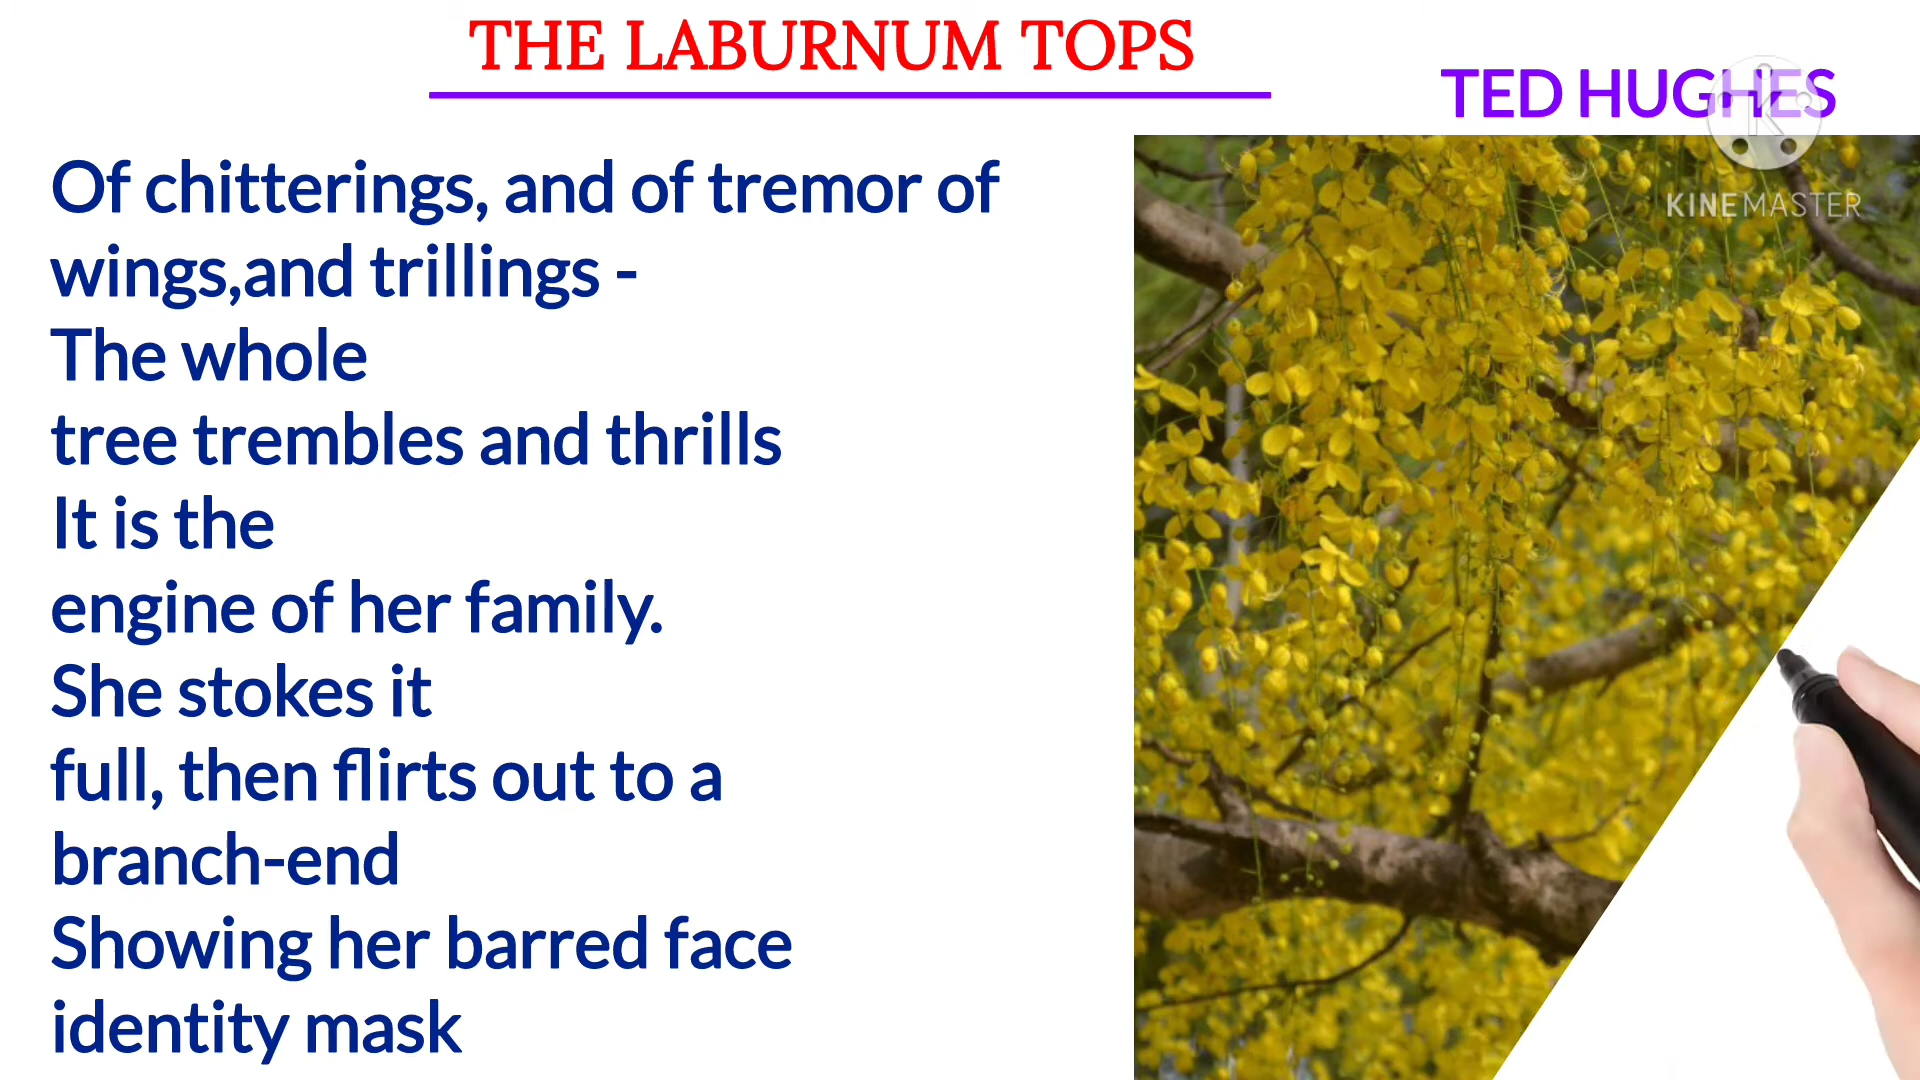 THE LABURNUM TOPS
TED HUGHES
KINEMASTER
Of chitterings, and of tremor of
wings,and trillings -
The whole
tree trembles and thrills
It is the
engine of her family.
She stokes it
full, then flirts out to a
branch-end
Showing her barred face
identity mask